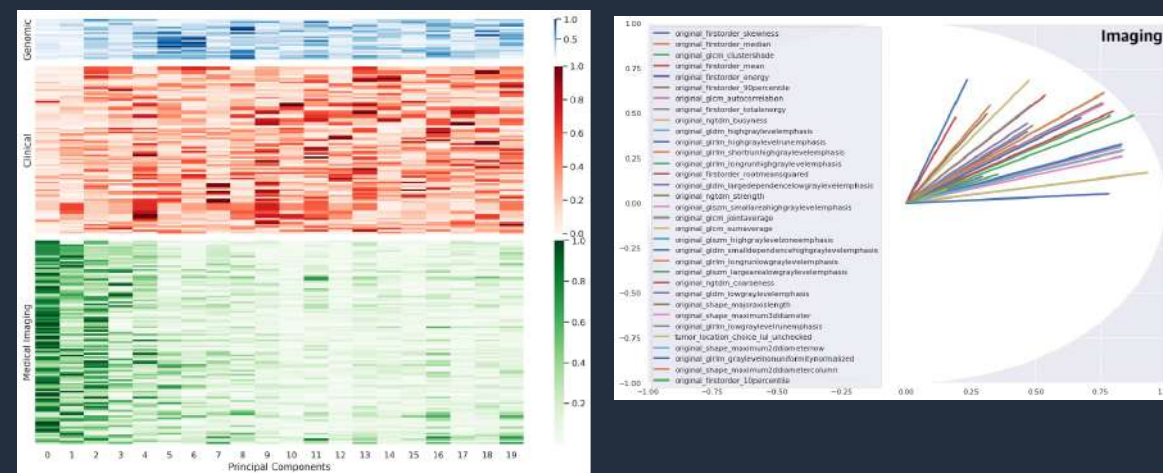 Genomic
1.0
0.5
Clinical
1.0
0.8
0.6
0.4
0.2
0.0
Medical Imaging
1.0
0.8
0.6
0.4
0.2
0 1 2 3 4 5 6 7 8 9 10 11 12 13 14 15 16 17 18 19
Principal Components
Imaging
1.00
0.75
0.50
0.25
0.00
−0.25
−0.50
−0.75
−1.00
original_firstorder_skewness
original_firstorder_median
original_glcm_clustershade
original_firstorder_mean
original_firstorder_energy
original_firstorder_90percentile
original_glcm_autocorrelation
original_firstorder_totalenergy
original_ngtdm_busyness
original_gldm_highgraylevelemphasis
original_glrlm_highgraylevelrunemphasis
original_glrlm_shortrunhighgraylevelemphasis
original_glrlm_longrunhighgraylevelemphasis
original_firstorder_rootmeansquared
original_gldm_largedependencelowgraylevelemphasis
original_ngtdm_strength
original_glszm_smallareahighgraylevelemphasis
original_glcm_jointaverage
original_glcm_sumaverage
original_glszm_highgraylevelzoneemphasis
original_gldm_smalldependencehighgraylevelemphasis
original_glrlm_longrunlowgraylevelemphasis
original_glszm_largearealowgraylevelemphasis
original_ngtdm_coarseness
original_gldm_lowgraylevelemphasis
original_shape_majoraxislength
original_shape_maximum3ddiameter
original_glrlm_lowgraylevelrunemphasis
tumor_location_choice_lul_unchecked
original_shape_maximum2ddiameterrow
original_glrlm_graylevelnonuniformitynormalized
original_shape_maximum2ddiametercolumn
original_firstorder_10percentile
−1.00 −0.75 −0.50 −0.25 0.00 0.25 0.50 0.75